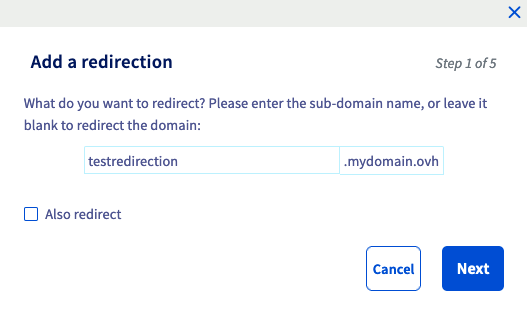 Add a redirection
Step 1 of 5
What do you want to redirect? Please enter the sub-domain name, or leave it
blank to redirect the domain:
testredirection .mydomain.ovh
Also redirect
Cancel Next